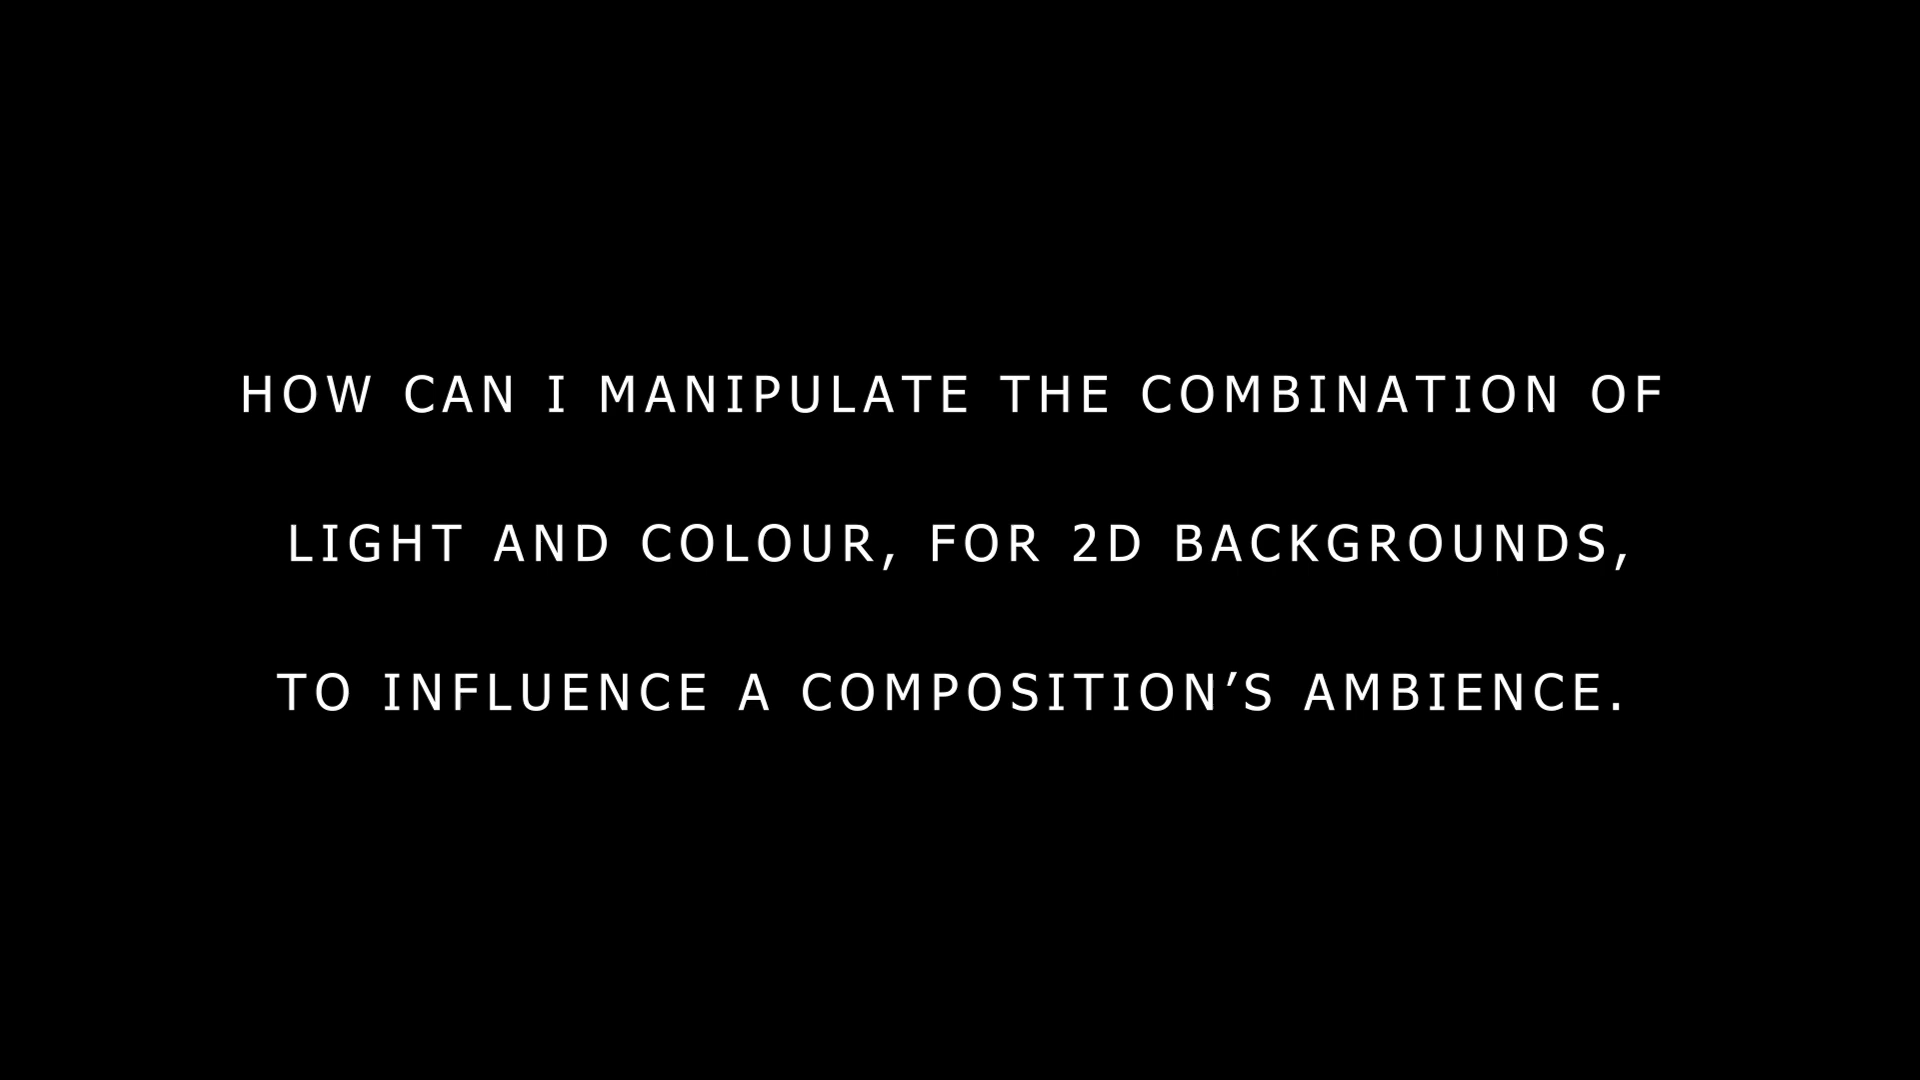 HOW CAN I MANIPULATE THE COMBINATION OF
LIGHT AND COLOUR, FOR 2D BACKGROUNDS,
TO INFLUENCE A COMPOSITION’S AMBIENCE.